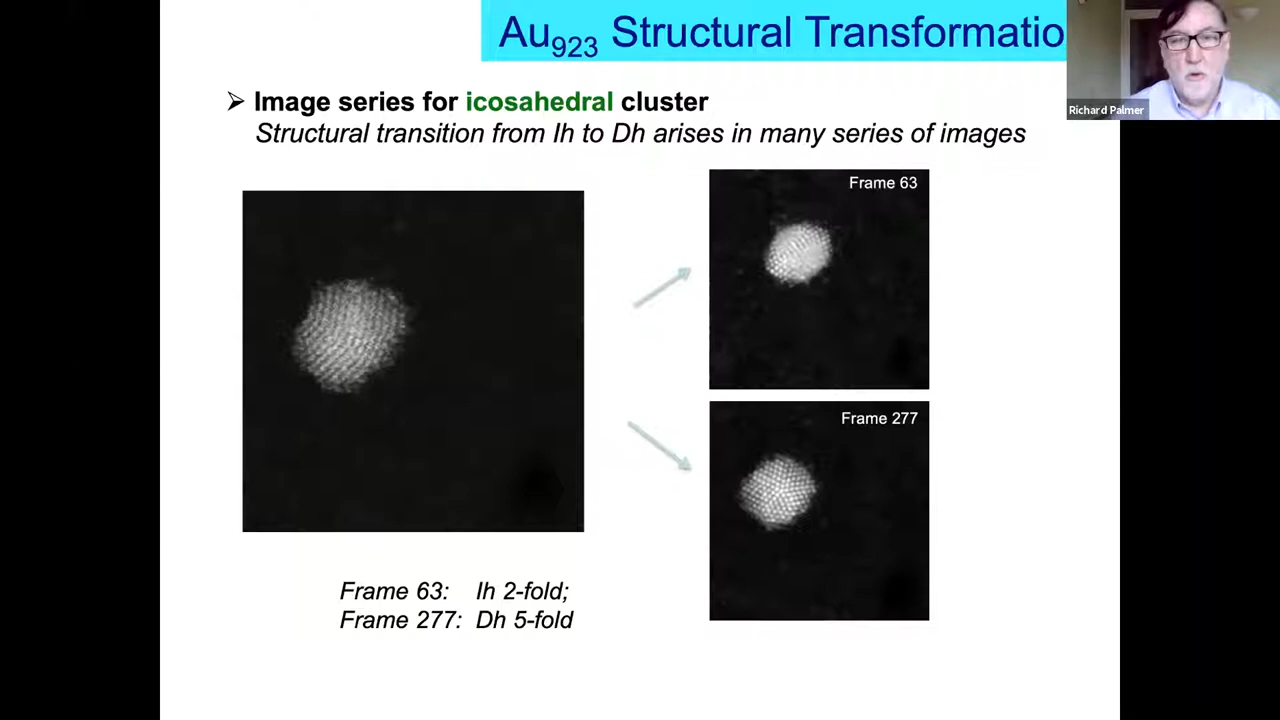 Au923 Structural Transformatio
Richard Palmer
➢ Image series for icosahedral cluster
Structural transition from Ih to Dh arises in many series of images
Frame 63
Frame 277
Frame 63: Ih 2-fold;
Frame 277: Dh 5-fold